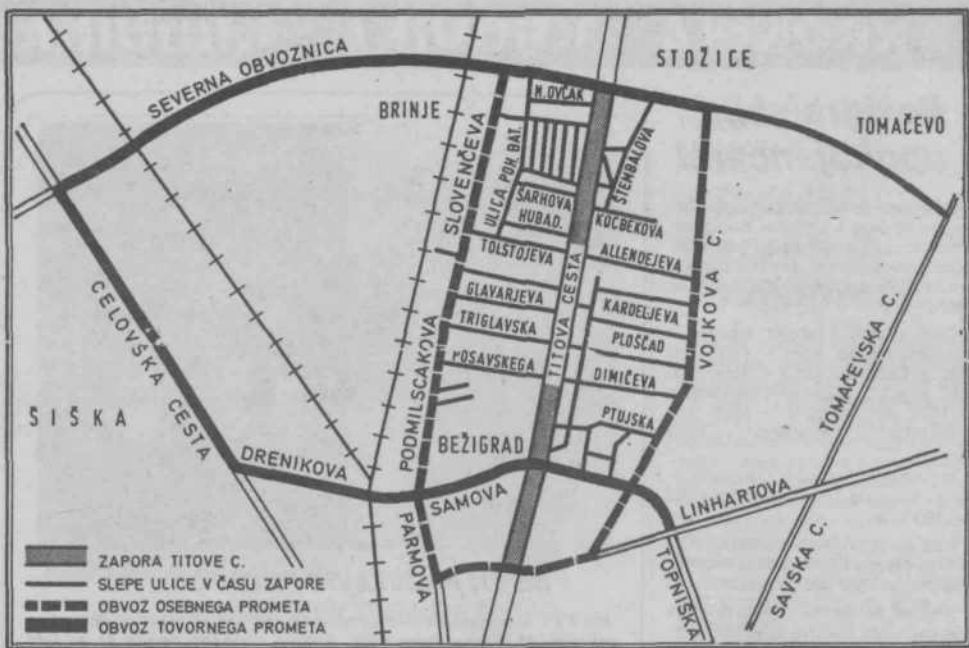 SEVERNA OBVOZNICA
STOŽICE
BRINJE
TOMAČEVO
M. OVČAK
ULICA POH. BAT.
ŠTEMBALOVA
SLOVENČEVA
ŠARHOVA
HUBAD.
KOCBEKOVA
TOLSTOJEVA
ALLENDEJEVA
VOJKOVA C.
CELOVŠKA CESTA
GLAVARJEVA
TITOVA CESTA
KARDELJEVA
PLOŠČAD
TRIGLAVSKA
POSAVSKEGA
DIMIČEVA
TOMAČEVSKA C.
ŠIŠKA
PODMILŠČAKOVA
PTUJSKA
BEŽIGRAD
DRENIKOVA
SAMOVA
LINHARTOVA
PARMOVA
TOPNIŠKA
SAVSKA C.
ZAPORA TITOVE C.
SLEPE ULICE V ČASU ZAPORE
OBVOZ OSEBNEGA PROMETA
OBVOZ TOVORNEGA PROMETA